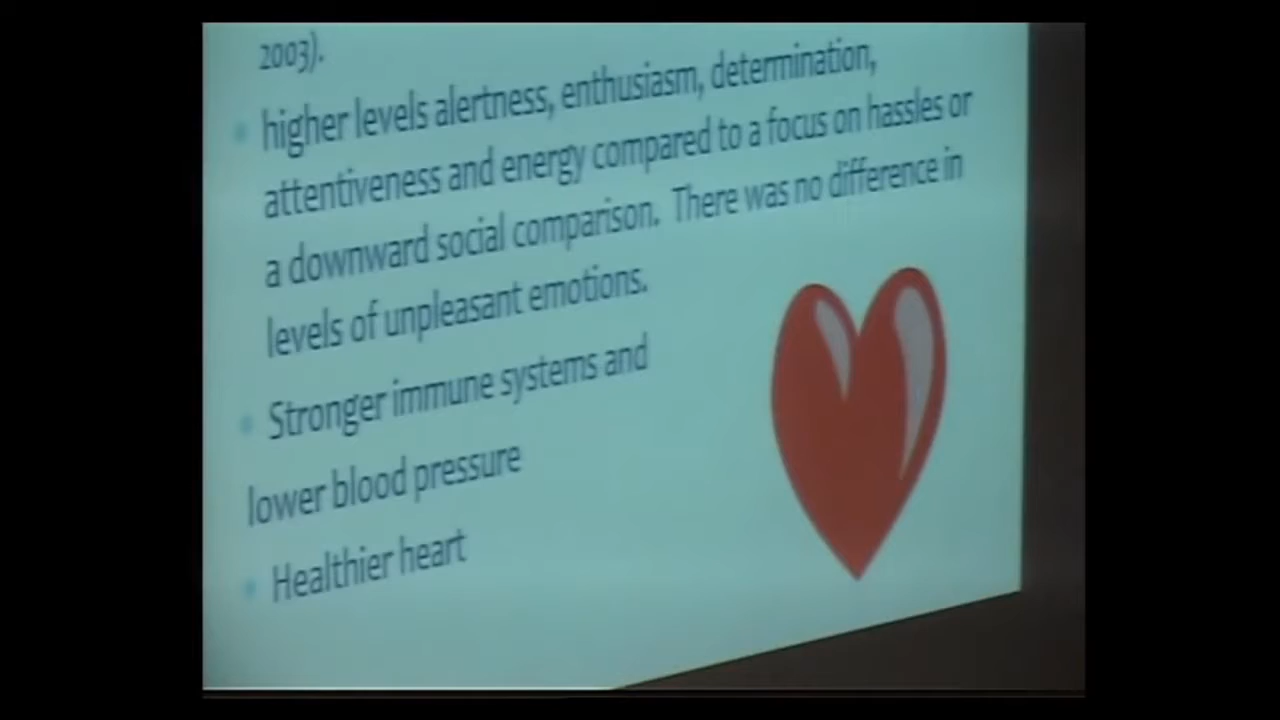 2003).
higher levels alertness, enthusiasm, determination,
attentiveness and energy compared to a focus on hassles or
a downward social comparison. There was no difference in
levels of unpleasant emotions.
Stronger immune systems and
lower blood pressure
Healthier heart